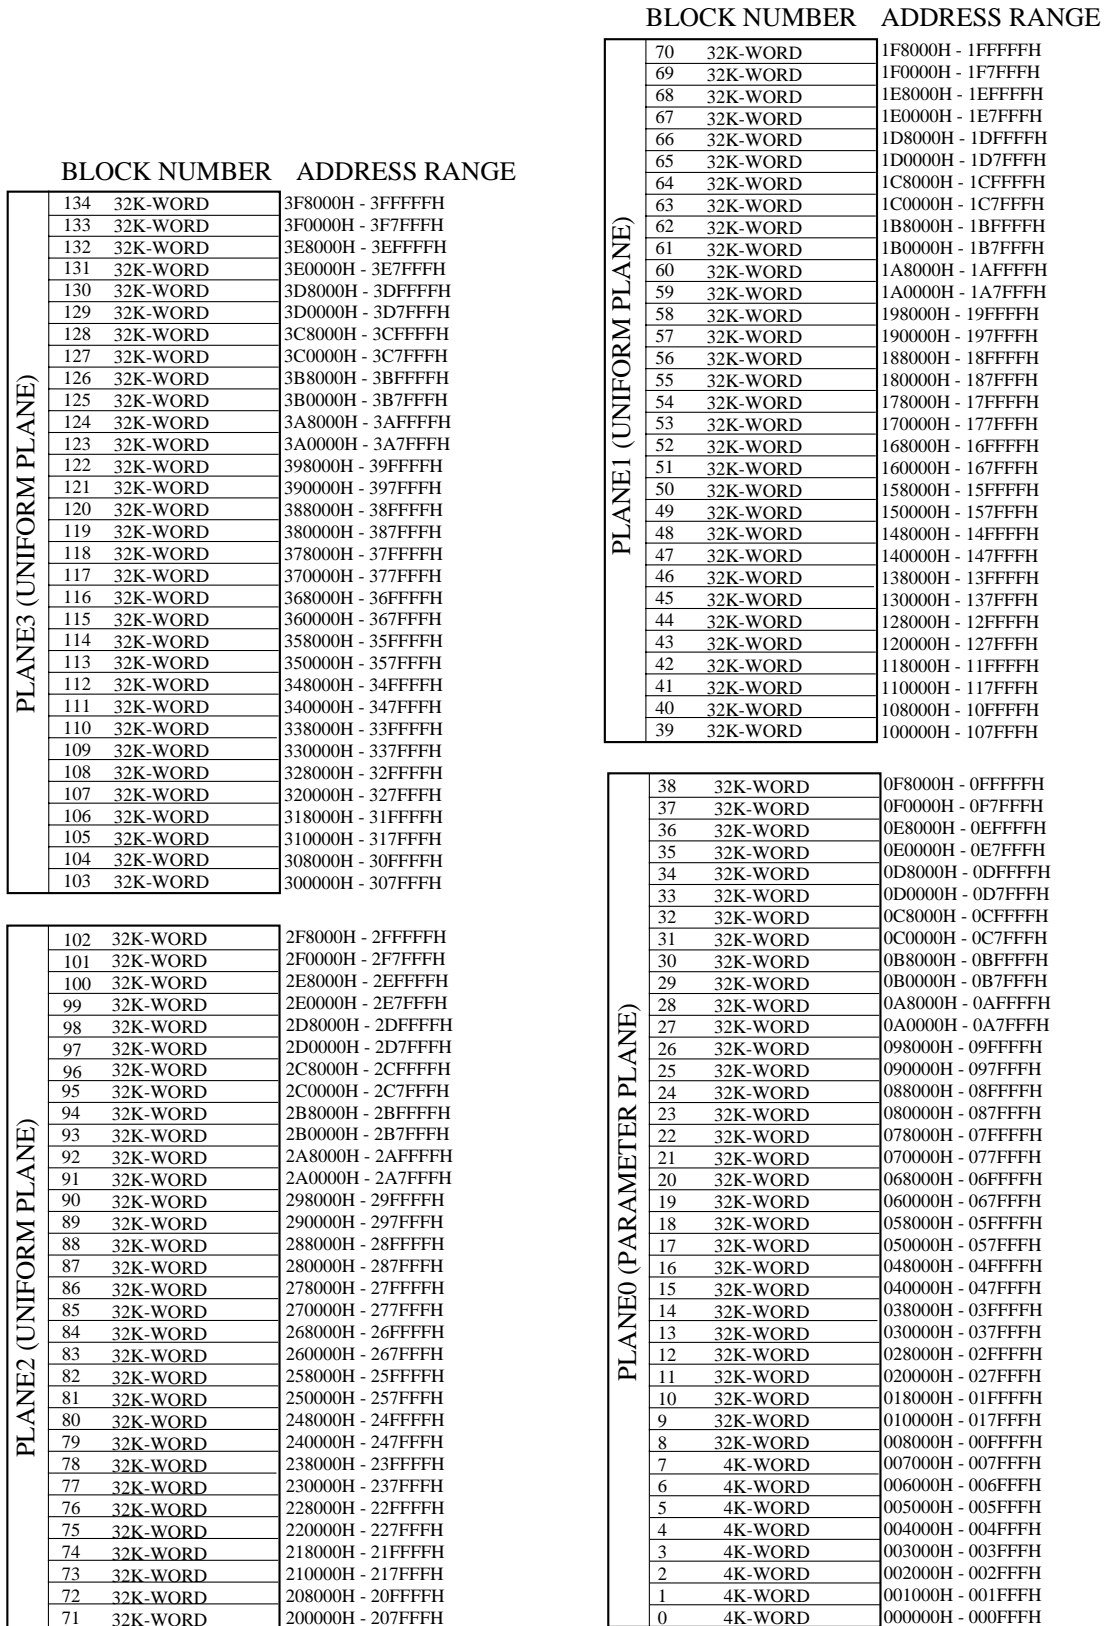 BLOCK NUMBER ADDRESS RANGE
PLANE3 (UNIFORM PLANE)
134 32K-WORD 3F8000H - 3FFFFFH
133 32K-WORD 3F0000H - 3F7FFFH
132 32K-WORD 3E8000H - 3EFFFFH
131 32K-WORD 3E0000H - 3E7FFFH
130 32K-WORD 3D8000H - 3DFFFFH
129 32K-WORD 3D0000H - 3D7FFFH
128 32K-WORD 3C8000H - 3CFFFFH
127 32K-WORD 3C0000H - 3C7FFFH
126 32K-WORD 3B8000H - 3BFFFFH
125 32K-WORD 3B0000H - 3B7FFFH
124 32K-WORD 3A8000H - 3AFFFFH
123 32K-WORD 3A0000H - 3A7FFFH
122 32K-WORD 398000H - 39FFFFH
121 32K-WORD 390000H - 397FFFH
120 32K-WORD 388000H - 38FFFFH
119 32K-WORD 380000H - 387FFFH
118 32K-WORD 378000H - 37FFFFH
117 32K-WORD 370000H - 377FFFH
116 32K-WORD 368000H - 36FFFFH
115 32K-WORD 360000H - 367FFFH
114 32K-WORD 358000H - 35FFFFH
113 32K-WORD 350000H - 357FFFH
112 32K-WORD 348000H - 34FFFFH
111 32K-WORD 340000H - 347FFFH
110 32K-WORD 338000H - 33FFFFH
109 32K-WORD 330000H - 337FFFH
108 32K-WORD 328000H - 32FFFFH
107 32K-WORD 320000H - 327FFFH
106 32K-WORD 318000H - 31FFFFH
105 32K-WORD 310000H - 317FFFH
104 32K-WORD 308000H - 30FFFFH
103 32K-WORD 300000H - 307FFFH
PLANE2 (UNIFORM PLANE)
102 32K-WORD 2F8000H - 2FFFFFH
101 32K-WORD 2F0000H - 2F7FFFH
100 32K-WORD 2E8000H - 2EFFFFH
99 32K-WORD 2E0000H - 2E7FFFH
98 32K-WORD 2D8000H - 2DFFFFH
97 32K-WORD 2D0000H - 2D7FFFH
96 32K-WORD 2C8000H - 2CFFFFH
95 32K-WORD 2C0000H - 2C7FFFH
94 32K-WORD 2B8000H - 2BFFFFH
93 32K-WORD 2B0000H - 2B7FFFH
92 32K-WORD 2A8000H - 2AFFFFH
91 32K-WORD 2A0000H - 2A7FFFH
90 32K-WORD 298000H - 29FFFFH
89 32K-WORD 290000H - 297FFFH
88 32K-WORD 288000H - 28FFFFH
87 32K-WORD 280000H - 287FFFH
86 32K-WORD 278000H - 27FFFFH
85 32K-WORD 270000H - 277FFFH
84 32K-WORD 268000H - 26FFFFH
83 32K-WORD 260000H - 267FFFH
82 32K-WORD 258000H - 25FFFFH
81 32K-WORD 250000H - 257FFFH
80 32K-WORD 248000H - 24FFFFH
79 32K-WORD 240000H - 247FFFH
78 32K-WORD 238000H - 23FFFFH
77 32K-WORD 230000H - 237FFFH
76 32K-WORD 228000H - 22FFFFH
75 32K-WORD 220000H - 227FFFH
74 32K-WORD 218000H - 21FFFFH
73 32K-WORD 210000H - 217FFFH
72 32K-WORD 208000H - 20FFFFH
71 32K-WORD 200000H - 207FFFH
BLOCK NUMBER ADDRESS RANGE
PLANE1 (UNIFORM PLANE)
70 32K-WORD 1F8000H - 1FFFFFH
69 32K-WORD 1F0000H - 1F7FFFH
68 32K-WORD 1E8000H - 1EFFFFH
67 32K-WORD 1E0000H - 1E7FFFH
66 32K-WORD 1D8000H - 1DFFFFH
65 32K-WORD 1D0000H - 1D7FFFH
64 32K-WORD 1C8000H - 1CFFFFH
63 32K-WORD 1C0000H - 1C7FFFH
62 32K-WORD 1B8000H - 1BFFFFH
61 32K-WORD 1B0000H - 1B7FFFH
60 32K-WORD 1A8000H - 1AFFFFH
59 32K-WORD 1A0000H - 1A7FFFH
58 32K-WORD 198000H - 19FFFFH
57 32K-WORD 190000H - 197FFFH
56 32K-WORD 188000H - 18FFFFH
55 32K-WORD 180000H - 187FFFH
54 32K-WORD 178000H - 17FFFFH
53 32K-WORD 170000H - 177FFFH
52 32K-WORD 168000H - 16FFFFH
51 32K-WORD 160000H - 167FFFH
50 32K-WORD 158000H - 15FFFFH
49 32K-WORD 150000H - 157FFFH
48 32K-WORD 148000H - 14FFFFH
47 32K-WORD 140000H - 147FFFH
46 32K-WORD 138000H - 13FFFFH
45 32K-WORD 130000H - 137FFFH
44 32K-WORD 128000H - 12FFFFH
43 32K-WORD 120000H - 127FFFH
42 32K-WORD 118000H - 11FFFFH
41 32K-WORD 110000H - 117FFFH
40 32K-WORD 108000H - 10FFFFH
39 32K-WORD 100000H - 107FFFH
PLANE0 (PARAMETER PLANE)
38 32K-WORD 0F8000H - 0FFFFFH
37 32K-WORD 0F0000H - 0F7FFFH
36 32K-WORD 0E8000H - 0EFFFFH
35 32K-WORD 0E0000H - 0E7FFFH
34 32K-WORD 0D8000H - 0DFFFFH
33 32K-WORD 0D0000H - 0D7FFFH
32 32K-WORD 0C8000H - 0CFFFFH
31 32K-WORD 0C0000H - 0C7FFFH
30 32K-WORD 0B8000H - 0BFFFFH
29 32K-WORD 0B0000H - 0B7FFFH
28 32K-WORD 0A8000H - 0AFFFFH
27 32K-WORD 0A0000H - 0A7FFFH
26 32K-WORD 098000H - 09FFFFH
25 32K-WORD 090000H - 097FFFH
24 32K-WORD 088000H - 08FFFFH
23 32K-WORD 080000H - 087FFFH
22 32K-WORD 078000H - 07FFFFH
21 32K-WORD 070000H - 077FFFH
20 32K-WORD 068000H - 06FFFFH
19 32K-WORD 060000H - 067FFFH
18 32K-WORD 058000H - 05FFFFH
17 32K-WORD 050000H - 057FFFH
16 32K-WORD 048000H - 04FFFFH
15 32K-WORD 040000H - 047FFFH
14 32K-WORD 038000H - 03FFFFH
13 32K-WORD 030000H - 037FFFH
12 32K-WORD 028000H - 02FFFFH
11 32K-WORD 020000H - 027FFFH
10 32K-WORD 018000H - 01FFFFH
9 32K-WORD 010000H - 017FFFH
8 32K-WORD 008000H - 00FFFFH
7 4K-WORD 007000H - 007FFFH
6 4K-WORD 006000H - 006FFFH
5 4K-WORD 005000H - 005FFFH
4 4K-WORD 004000H - 004FFFH
3 4K-WORD 003000H - 003FFFH
2 4K-WORD 002000H - 002FFFH
1 4K-WORD 001000H - 001FFFH
0 4K-WORD 000000H - 000FFFH